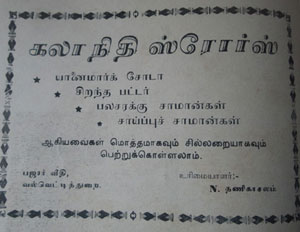 கலாநிதி ஸ்ரோர்ஸ்
★ யானைமார்க் சோடா
★ சிறந்த பட்டர்
★ பலசரக்கு சாமான்கள்
★ சாய்ப்புச் சாமான்கள்
ஆகியவைகள் மொத்தமாகவும் சில்லறையாகவும்
பெற்றுக்கொள்ளலாம்.
பஜார் வீதி,
வல்வெட்டித்துறை.
உரிமையாளர்:-
N. தணிகாசலம்